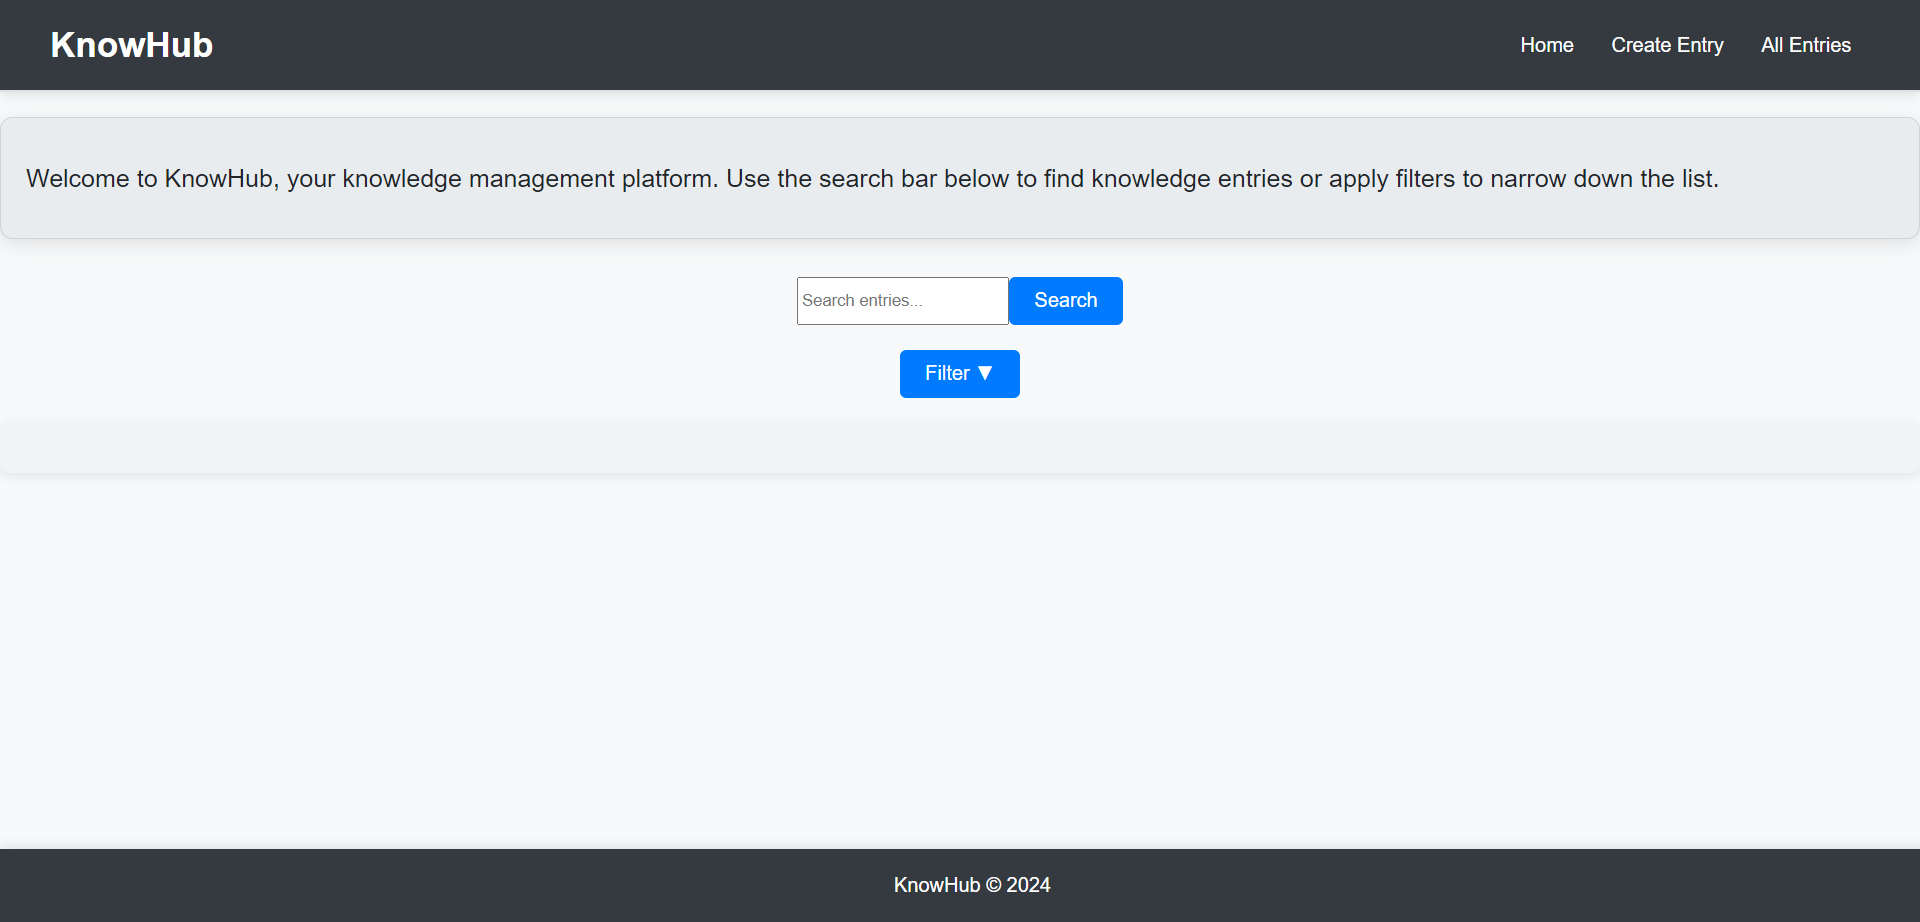 KnowHub
Home Create Entry All Entries
Welcome to KnowHub, your knowledge management platform. Use the search bar below to find knowledge entries or apply filters to narrow down the list.
Search entries... Search
Filter ▼
KnowHub © 2024